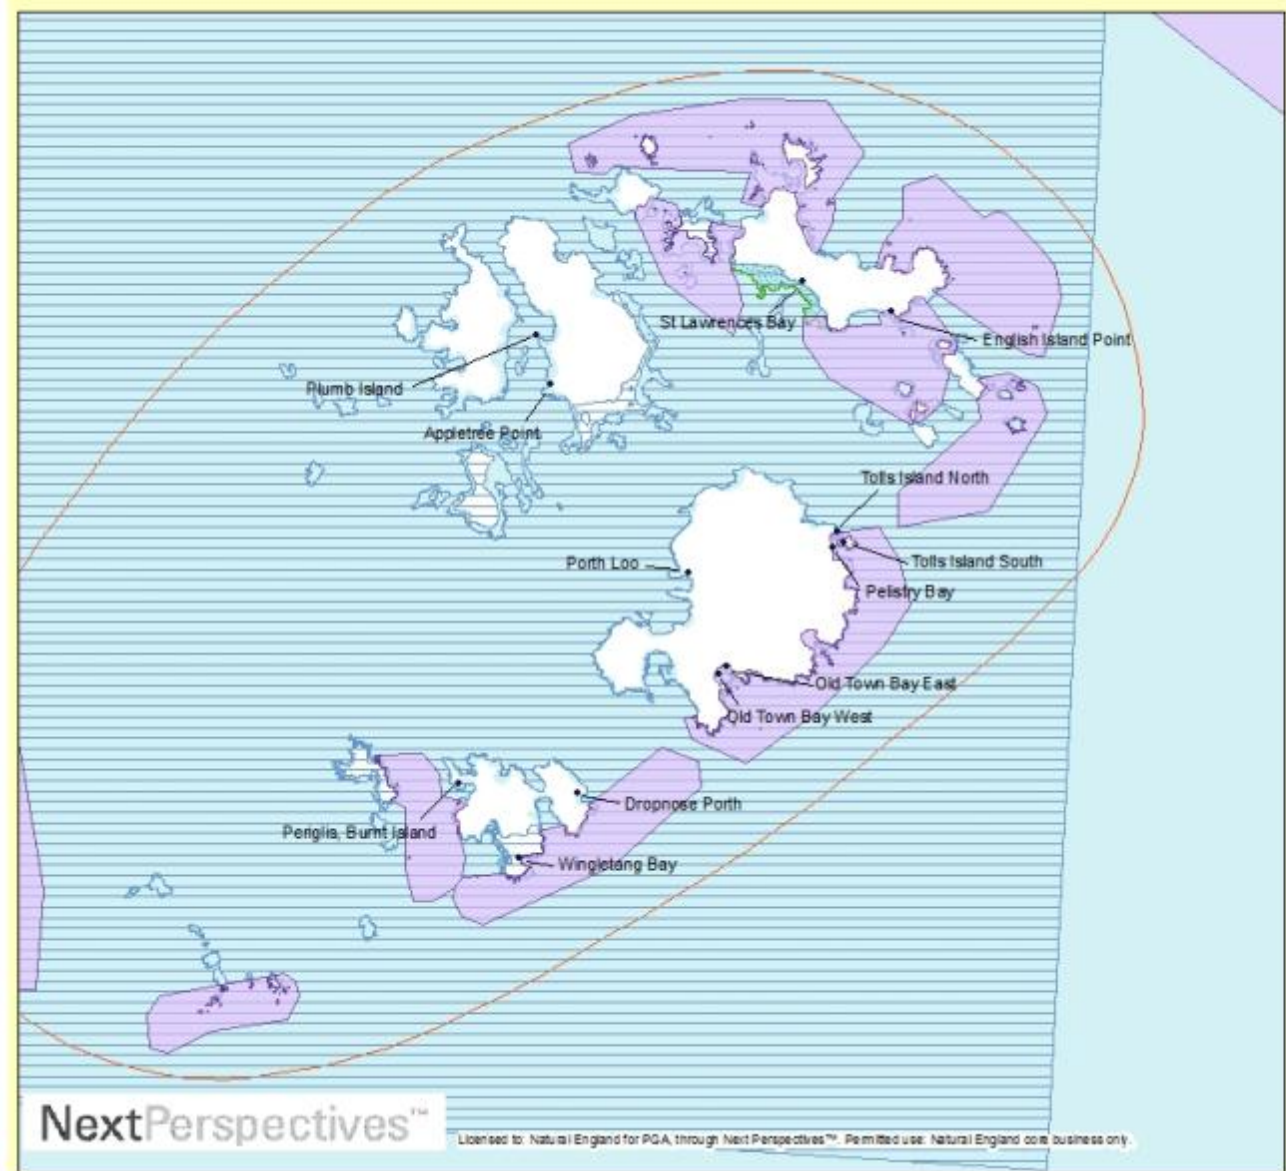 St Lawrences Bay
English Island Point
Plumb Island
Appletree Point
Tolls Island North
Porth Loo
Tolls Island South
Pelistry Bay
Old Town Bay East
Old Town Bay West
Dropnose Porth
Periglis, Burnt Island
Wingletang Bay
NextPerspectives™
Licensed to: Natural England for PGA, through Next Perspectives™. Permitted use: Natural England core business only.